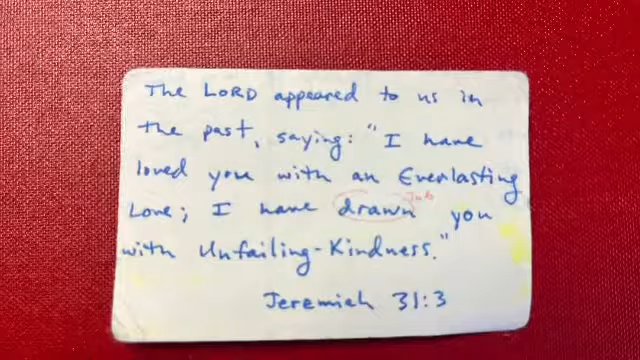 The LORD appeared to us in
the past, saying: "I have
loved you with an Everlasting
Love; I have drawn you
with Unfailing-Kindness."
Jeremiah 31:3